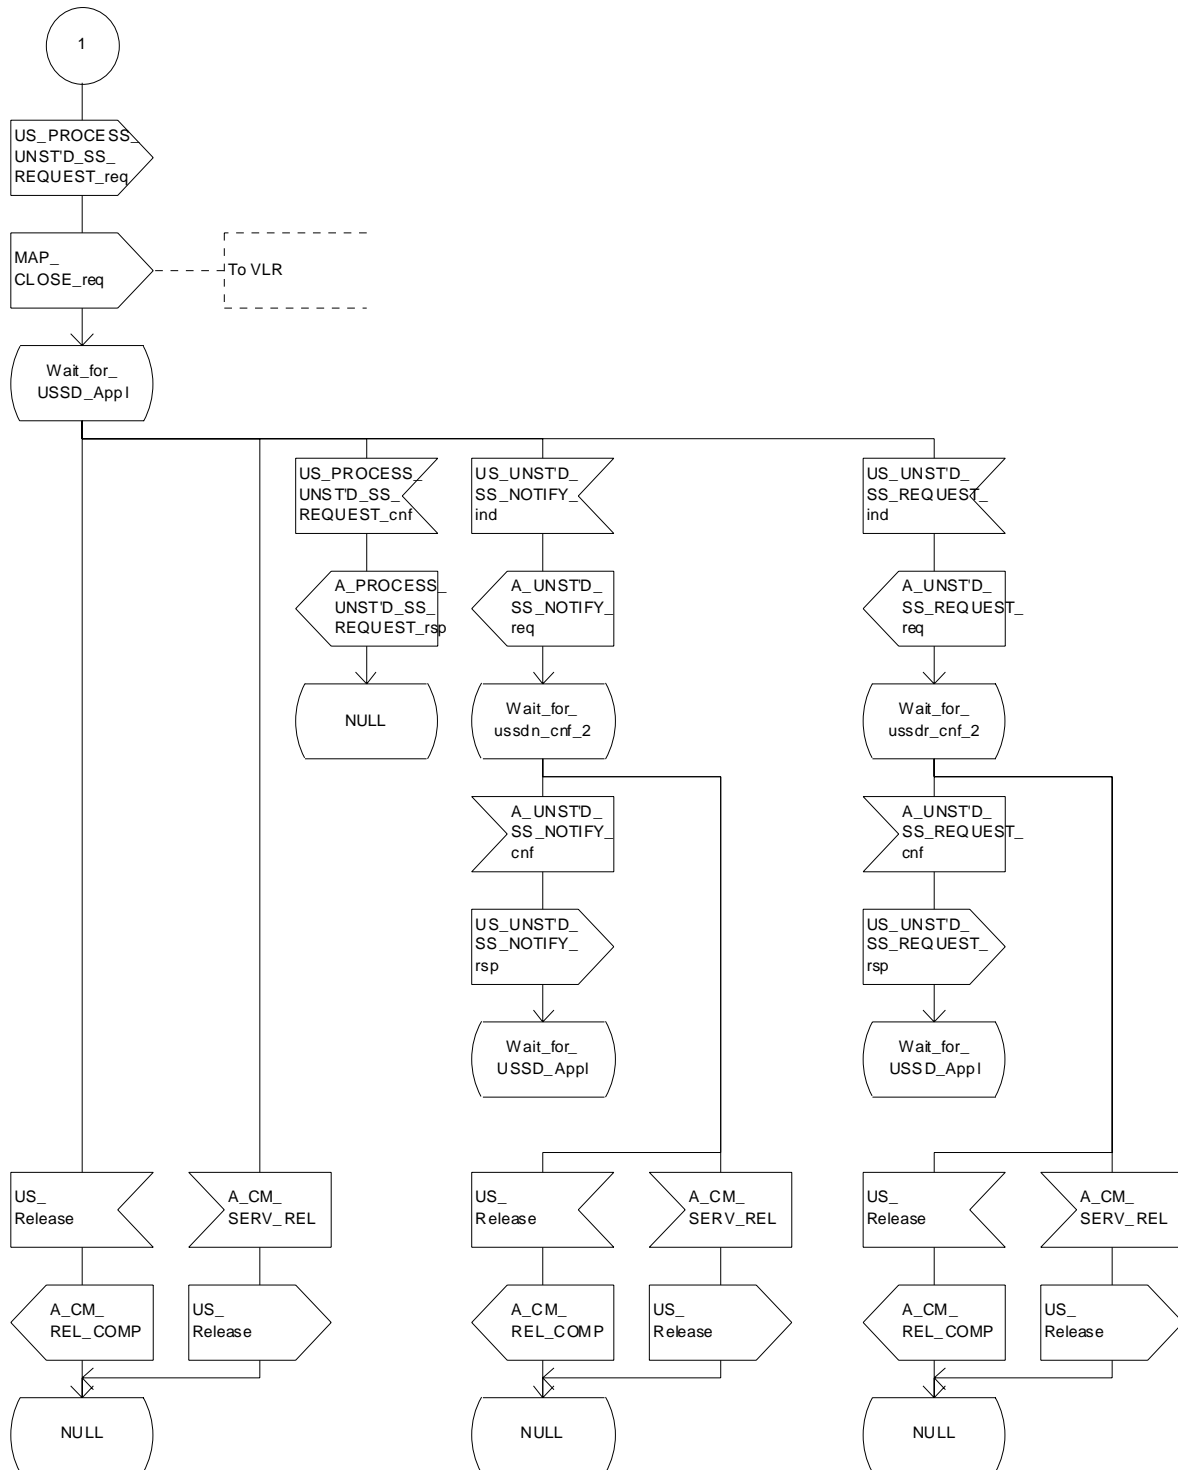 1
US_PROCESS_
UNST'D_SS_
REQUEST_req
MAP_
CLOSE_req
To VLR
Wait_for_
USSD_Appl
US_PROCESS_
UNST'D_SS_
REQUEST_cnf
US_UNST'D_
SS_NOTIFY_
ind
US_UNST'D_
SS_REQUEST_
ind
A_PROCESS_
UNST'D_SS_
REQUEST_rsp
A_UNST'D_
SS_NOTIFY_
req
A_UNST'D_
SS_REQUEST_
req
NULL
Wait_for_
ussdn_cnf_2
Wait_for_
ussdr_cnf_2
A_UNST'D_
SS_NOTIFY_
cnf
A_UNST'D_
SS_REQUEST_
cnf
US_UNST'D_
SS_NOTIFY_
rsp
US_UNST'D_
SS_REQUEST_
rsp
Wait_for_
USSD_Appl
Wait_for_
USSD_Appl
US_
Release
A_CM_
SERV_REL
US_
Release
A_CM_
SERV_REL
US_
Release
A_CM_
SERV_REL
A_CM_
REL_COMP
US_
Release
A_CM_
REL_COMP
US_
Release
A_CM_
REL_COMP
US_
Release
NULL
NULL
NULL